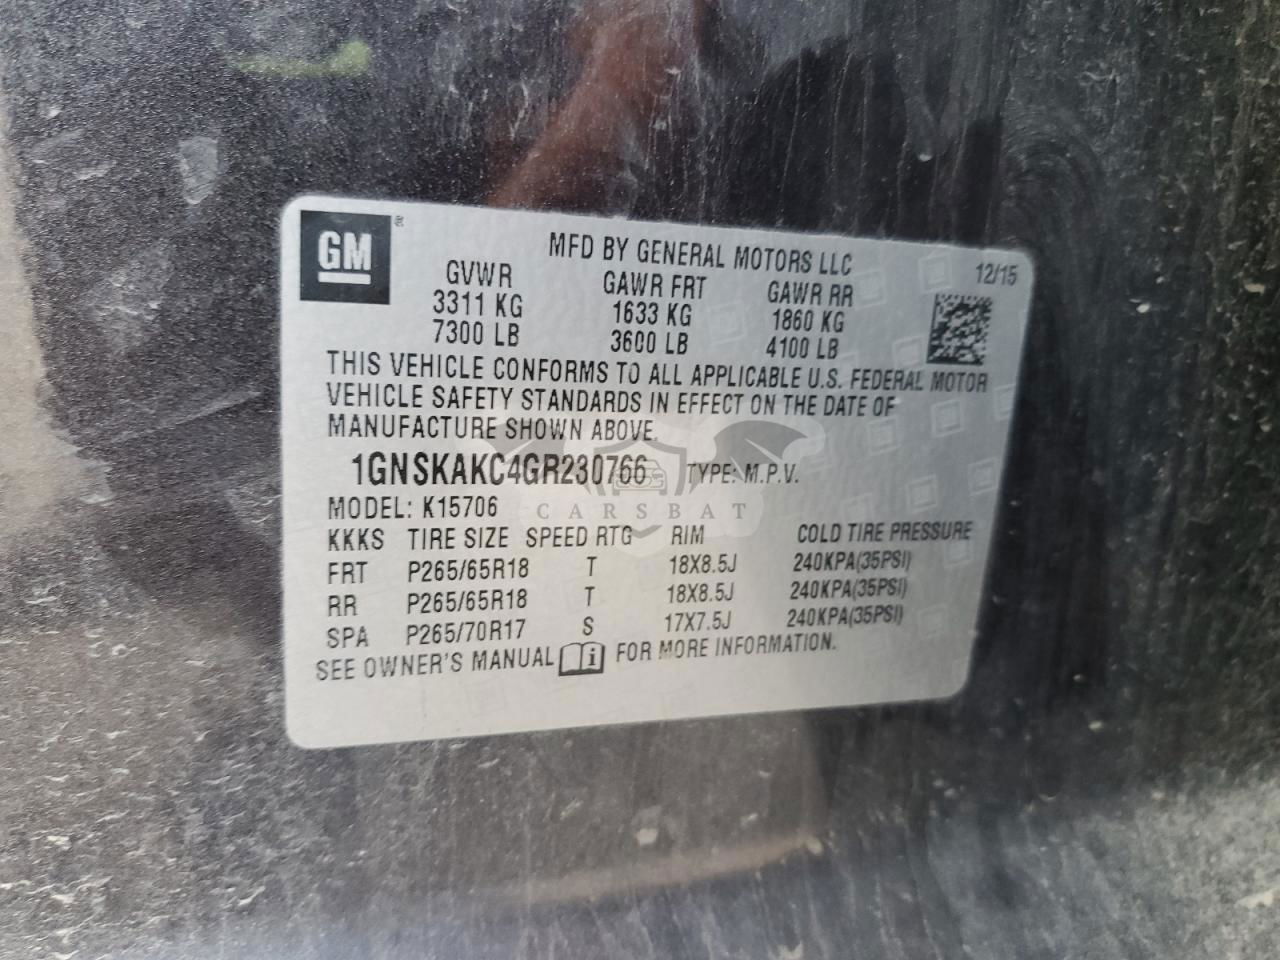 GM ®
MFD BY GENERAL MOTORS LLC
12/15
GVWR GAWR FRT GAWR RR
3311 KG 1633 KG 1860 KG
7300 LB 3600 LB 4100 LB
THIS VEHICLE CONFORMS TO ALL APPLICABLE U.S. FEDERAL MOTOR
VEHICLE SAFETY STANDARDS IN EFFECT ON THE DATE OF
MANUFACTURE SHOWN ABOVE.
1GNSKAKC4GR230766 TYPE: M.P.V.
CARSBAT
MODEL: K15706
KKKS TIRE SIZE SPEED RTG RIM COLD TIRE PRESSURE
FRT P265/65R18 T 18X8.5J 240KPA(35PSI)
RR P265/65R18 T 18X8.5J 240KPA(35PSI)
SPA P265/70R17 S 17X7.5J 240KPA(35PSI)
SEE OWNER'S MANUAL i FOR MORE INFORMATION.